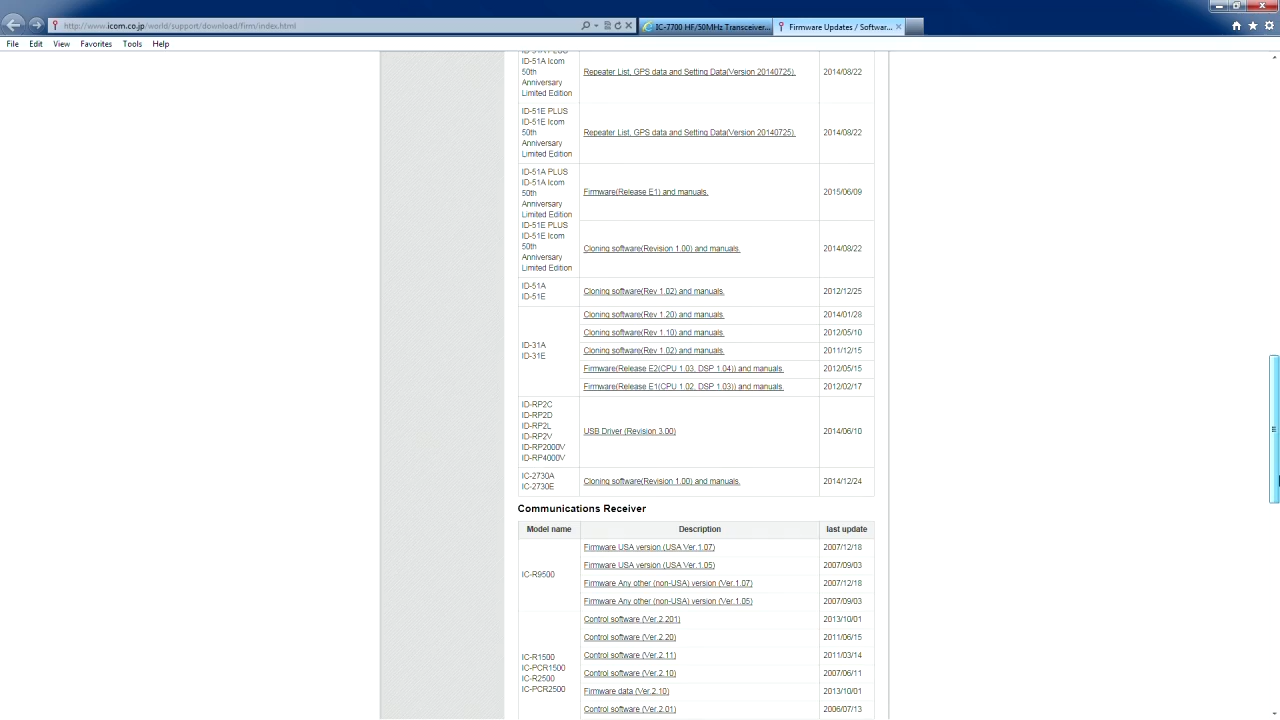 http://www.icom.co.jp/world/support/download/firm/index.html
IC-7700 HF/50MHz Transceiver...
Firmware Updates / Softwar...
File Edit View Favorites Tools Help
ID-51A Icom
50th
Anniversary
Limited Edition
Repeater List, GPS data and Setting Data(Version 20140725).
2014/08/22
ID-51E PLUS
ID-51E Icom
50th
Anniversary
Limited Edition
Repeater List, GPS data and Setting Data(Version 20140725).
2014/08/22
ID-51A PLUS
ID-51A Icom
50th
Anniversary
Limited Edition
ID-51E PLUS
ID-51E Icom
50th
Anniversary
Limited Edition
Firmware(Release E1) and manuals.
2015/06/09
Cloning software(Revision 1.00) and manuals.
2014/08/22
ID-51A
ID-51E
Cloning software(Rev 1.02) and manuals.
2012/12/25
ID-31A
ID-31E
Cloning software(Rev 1.20) and manuals.
2014/01/28
Cloning software(Rev 1.10) and manuals.
2012/05/10
Cloning software(Rev 1.02) and manuals.
2011/12/15
Firmware(Release E2(CPU 1.03, DSP 1.04)) and manuals.
2012/05/15
Firmware(Release E1(CPU 1.02, DSP 1.03)) and manuals.
2012/02/17
ID-RP2C
ID-RP2D
ID-RP2L
ID-RP2V
ID-RP2000V
ID-RP4000V
USB Driver (Revision 3.00)
2014/06/10
IC-2730A
IC-2730E
Cloning software(Revision 1.00) and manuals.
2014/12/24
Communications Receiver
Model name Description last update
IC-R9500
Firmware USA version (USA Ver.1.07)
2007/12/18
Firmware USA version (USA Ver.1.05)
2007/09/03
Firmware Any other (non-USA) version (Ver.1.07)
2007/12/18
Firmware Any other (non-USA) version (Ver.1.05)
2007/09/03
IC-R1500
IC-PCR1500
IC-R2500
IC-PCR2500
Control software (Ver.2.201)
2013/10/01
Control software (Ver.2.20)
2011/06/15
Control software (Ver.2.11)
2011/03/14
Control software (Ver.2.10)
2007/06/11
Firmware data (Ver.2.10)
2013/10/01
Control software (Ver.2.01)
2006/07/13